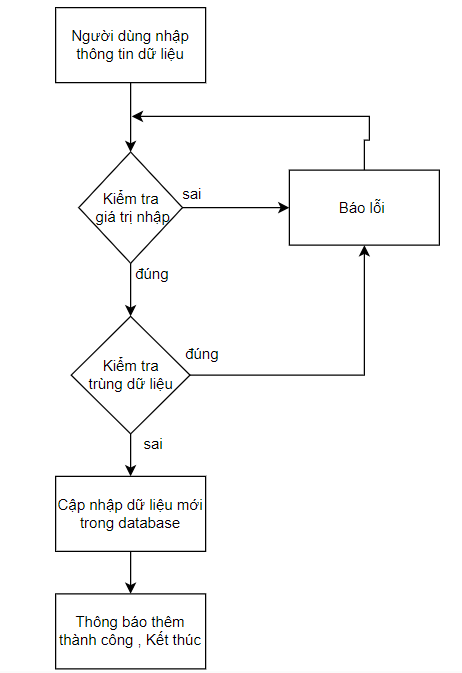 Người dùng nhập
thông tin dữ liệu
Kiểm tra
giá trị nhập
sai
Báo lỗi
đúng
Kiểm tra
trùng dữ liệu
đúng
sai
Cập nhập dữ liệu mới
trong database
Thông báo thêm
thành công , Kết thúc